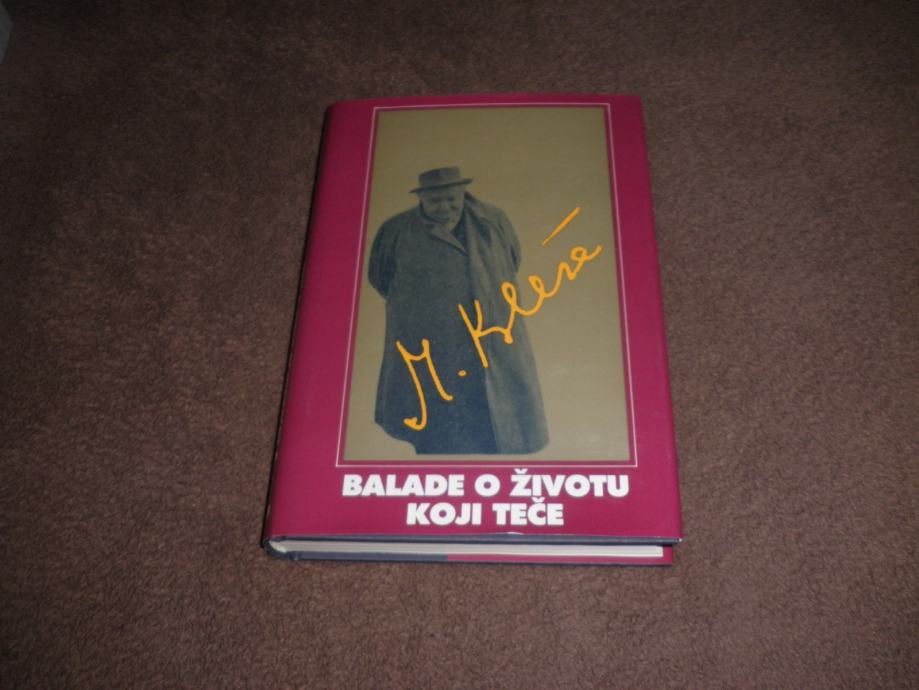 M. Krleža
BALADE O ŽIVOTU
KOJI TEČE